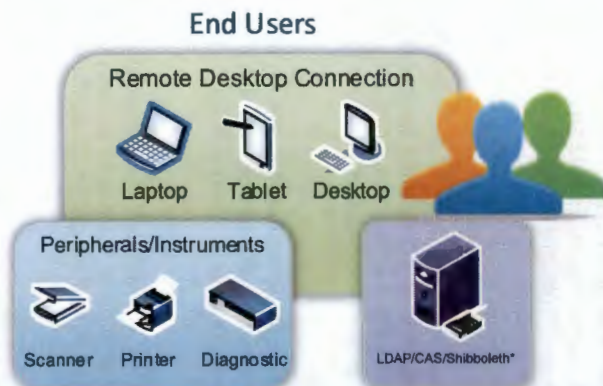 End Users
Remote Desktop Connection
Laptop Tablet Desktop
Peripherals/Instruments
Scanner Printer Diagnostic
LDAP/CAS/Shibboleth*